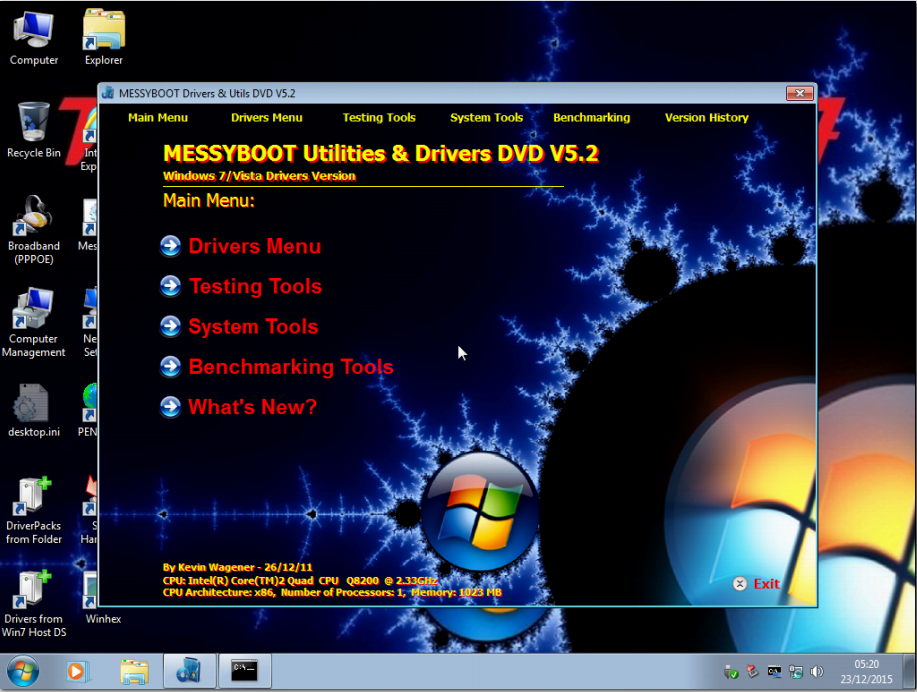 Computer
Explorer
MESSYBOOT Drivers & Utils DVD V5.2
Main Menu Drivers Menu Testing Tools System Tools Benchmarking Version History
MESSYBOOT Utilities & Drivers DVD V5.2
Windows 7/Vista Drivers Version
Main Menu:
Recycle Bin
Int
Exp
Drivers Menu
Broadband
(PPPOE)
Mes
Testing Tools
System Tools
Computer
Management
Ne
Set
Benchmarking Tools
What's New?
desktop.ini
PEN
DriverPacks
from Folder
S
Har
By Kevin Wagener - 26/12/11
CPU: Intel(R) Core(TM)2 Quad CPU Q8200 @ 2.33GHz
CPU Architecture: x86, Number of Processors: 1, Memory: 1023 MB
Exit
Drivers from
Win7 Host DS
Winhex
05:20
23/12/2015